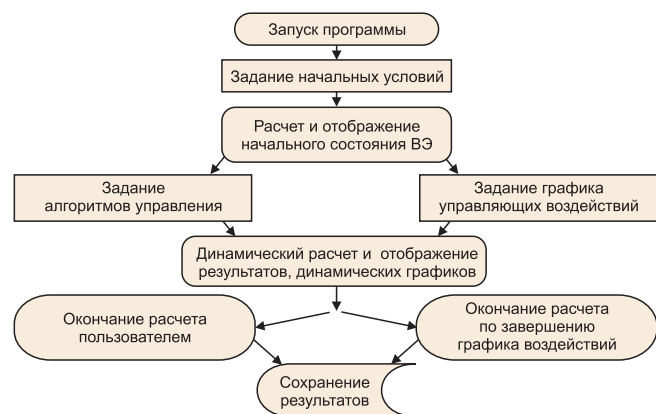 Запуск программы
Задание начальных условий
Расчет и отображение
начального состояния ВЭ
Задание
алгоритмов управления
Задание графика
управляющих воздействий
Динамический расчет и отображение
результатов, динамических графиков
Окончание расчета
пользователем
Окончание расчета
по завершению
графика воздействий
Сохранение
результатов